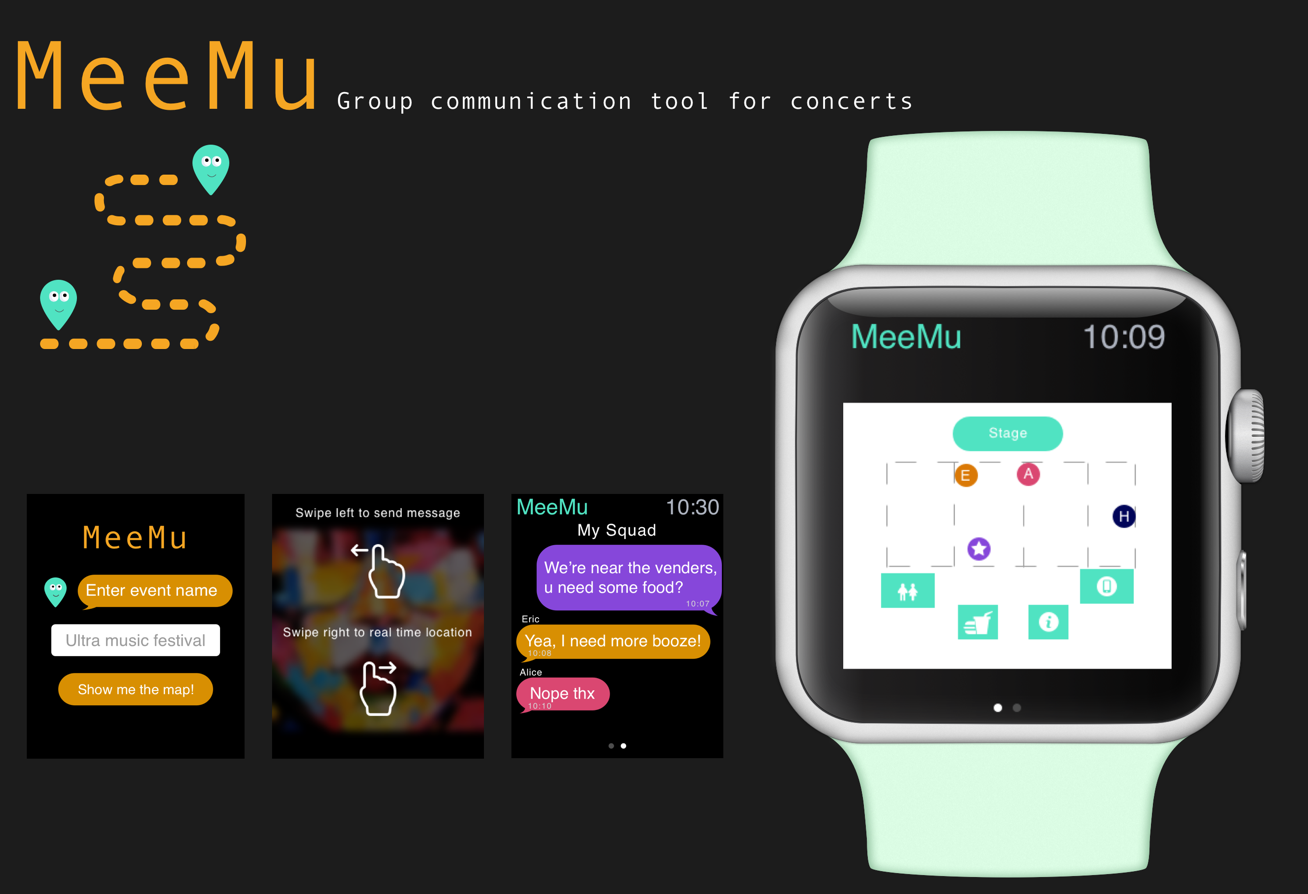 MeeMu Group communication tool for concerts
MeeMu
Enter event name
Ultra music festival
Show me the map!
Swipe left to send message
Swipe right to real time location
MeeMu 10:30
My Squad
We’re near the venders,
u need some food?
10:07
Eric
Yea, I need more booze!
10:08
Alice
Nope thx
10:10
MeeMu 10:09
Stage
E A
H